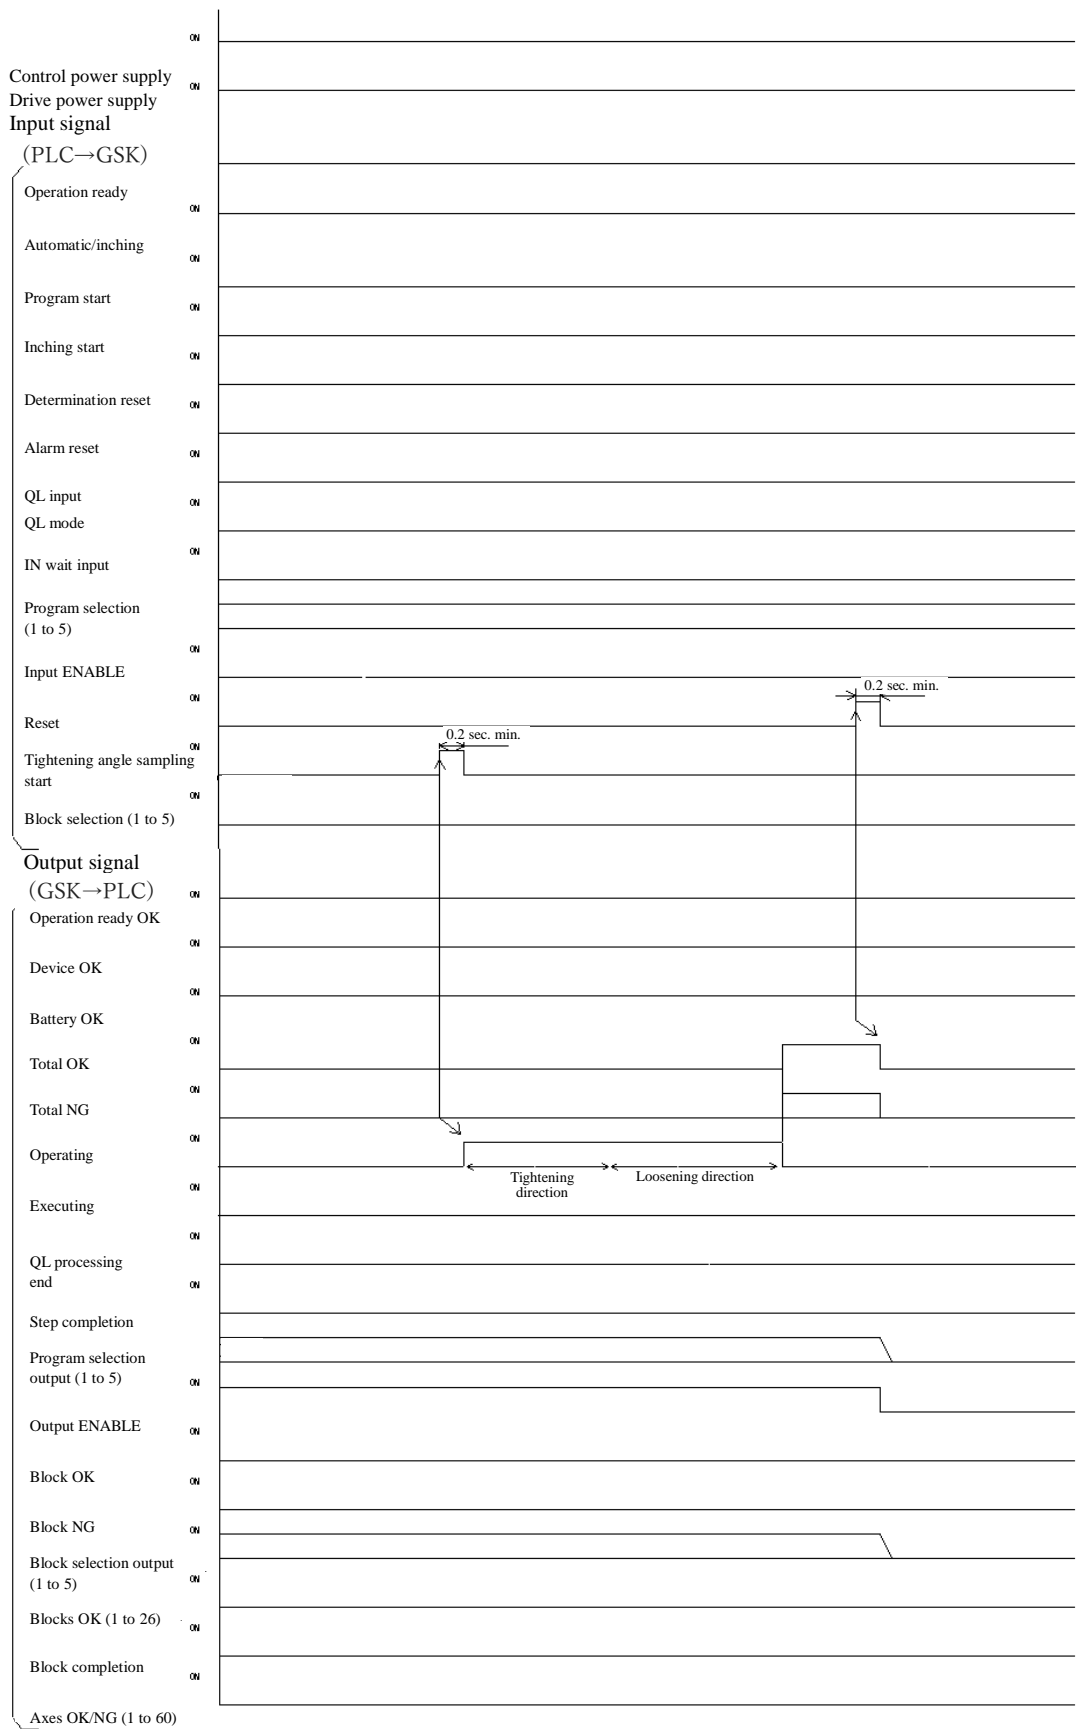 ON
Control power supply
ON
Drive power supply
Input signal
(PLC→GSK)
Operation ready
ON
Automatic/inching
ON
Program start
ON
Inching start
ON
Determination reset
ON
Alarm reset
ON
QL input
ON
QL mode
ON
IN wait input
Program selection
(1 to 5)
ON
Input ENABLE
0.2 sec. min.
ON
Reset
0.2 sec. min.
ON
Tightening angle sampling
start
ON
Block selection (1 to 5)
Output signal
(GSK→PLC)
ON
Operation ready OK
ON
Device OK
ON
Battery OK
ON
Total OK
ON
Total NG
ON
Operating
Tightening
direction
Loosening direction
ON
Executing
ON
QL processing
end
ON
Step completion
Program selection
output (1 to 5)
ON
Output ENABLE
ON
Block OK
ON
Block NG
ON
Block selection output
(1 to 5)
ON
Blocks OK (1 to 26)
ON
Block completion
ON
Axes OK/NG (1 to 60)